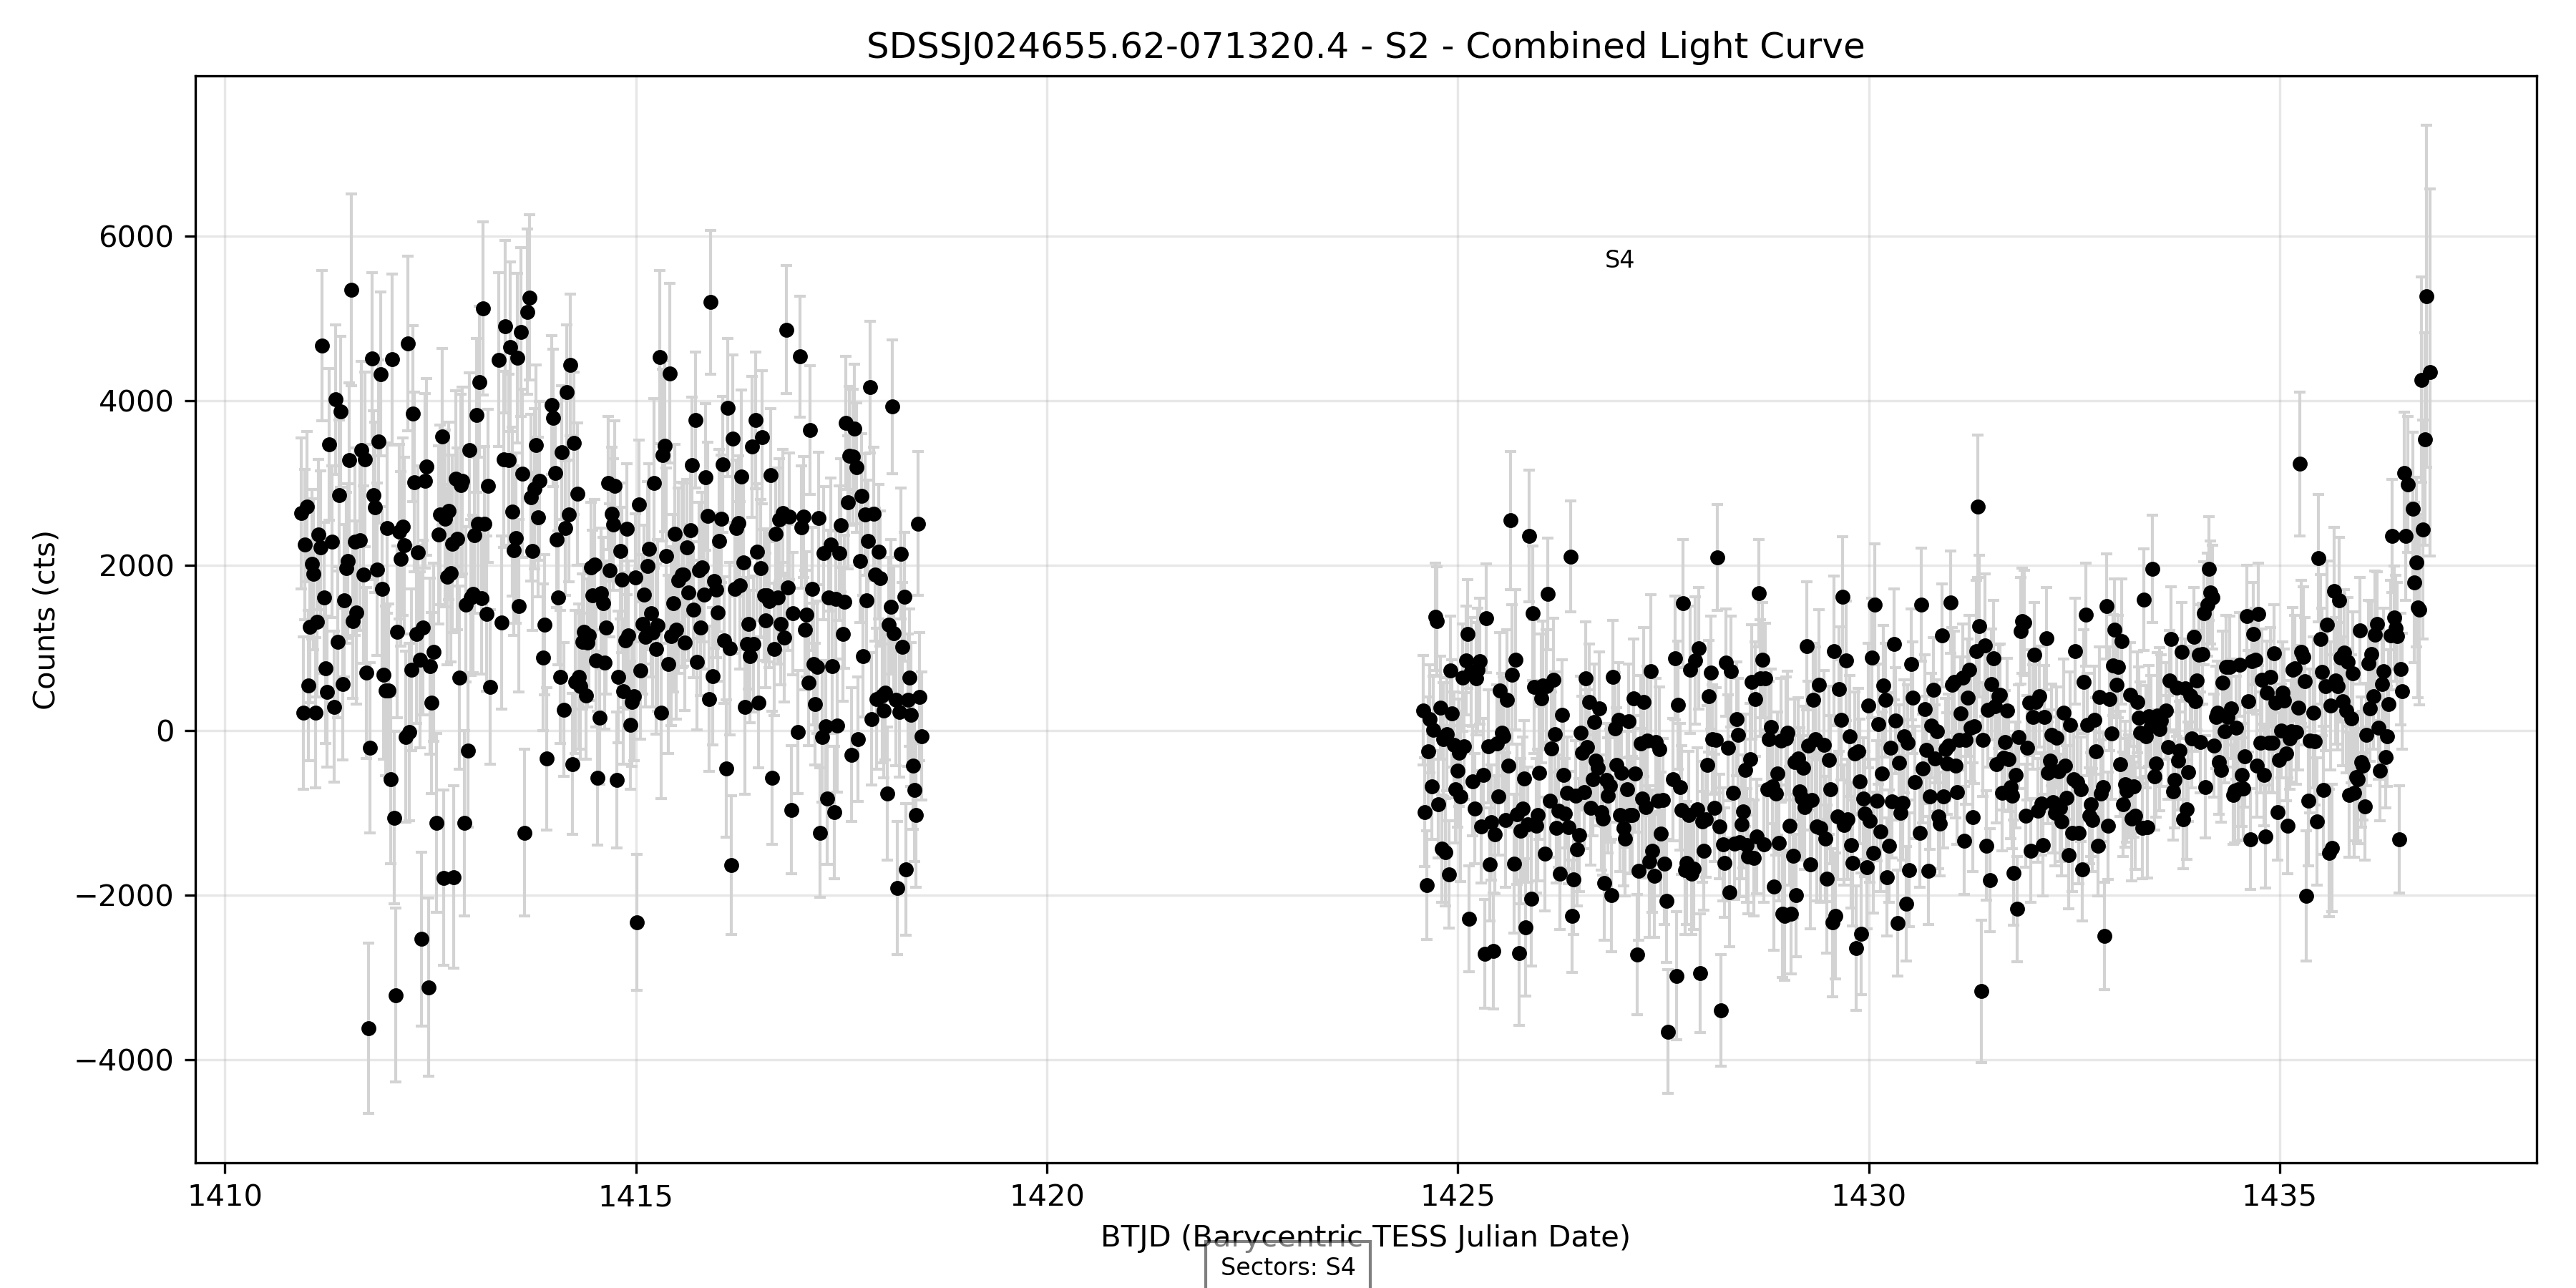 SDSSJ024655.62-071320.4 - S2 - Combined Light Curve
Counts (cts)
6000
4000
2000
0
−2000
−4000
S4
1410 1415 1420 1425 1430 1435
BTJD (Barycentric TESS Julian Date)
Sectors: S4